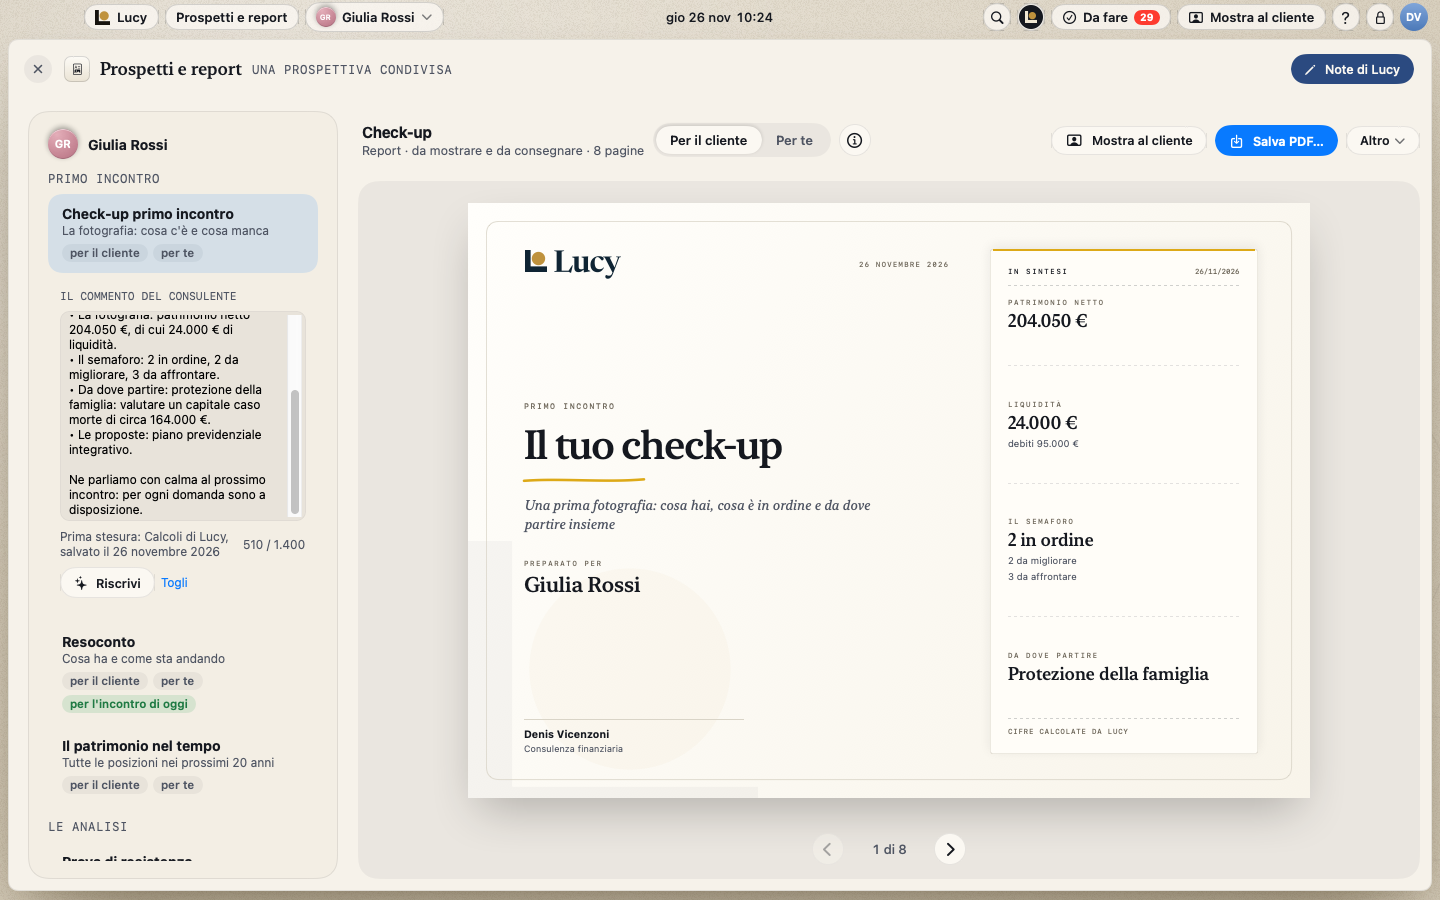 Lucy
Prospetti e report
GR Giulia Rossi
gio 26 nov 10:24
Da fare 29
Mostra al cliente
?
DV
Prospetti e report UNA PROSPETTIVA CONDIVISA
Note di Lucy
GR Giulia Rossi
PRIMO INCONTRO
Check-up primo incontro
La fotografia: cosa c'è e cosa manca
per il cliente per te
IL COMMENTO DEL CONSULENTE
• La fotografia: patrimonio netto
204.050 €, di cui 24.000 € di
liquidità.
• Il semaforo: 2 in ordine, 2 da
migliorare, 3 da affrontare.
• Da dove partire: protezione della
famiglia: valutare un capitale caso
morte di circa 164.000 €.
• Le proposte: piano previdenziale
integrativo.
Ne parliamo con calma al prossimo
incontro: per ogni domanda sono a
disposizione.
Prima stesura: Calcoli di Lucy,
salvato il 26 novembre 2026
510 / 1.400
Riscrivi
Togli
Resoconto
Cosa ha e come sta andando
per il cliente per te
per l'incontro di oggi
Il patrimonio nel tempo
Tutte le posizioni nei prossimi 20 anni
per il cliente per te
LE ANALISI
Prova di resistenza
Check-up
Report · da mostrare e da consegnare · 8 pagine
Per il cliente
Per te
Mostra al cliente
Salva PDF...
Altro
Lucy
26 NOVEMBRE 2026
PRIMO INCONTRO
Il tuo check-up
Una prima fotografia: cosa hai, cosa è in ordine e da dove
partire insieme
PREPARATO PER
Giulia Rossi
Denis Vicenzoni
Consulenza finanziaria
IN SINTESI 26/11/2026
PATRIMONIO NETTO
204.050 €
LIQUIDITÀ
24.000 €
debiti 95.000 €
IL SEMAFORO
2 in ordine
2 da migliorare
3 da affrontare
DA DOVE PARTIRE
Protezione della famiglia
CIFRE CALCOLATE DA LUCY
1 di 8